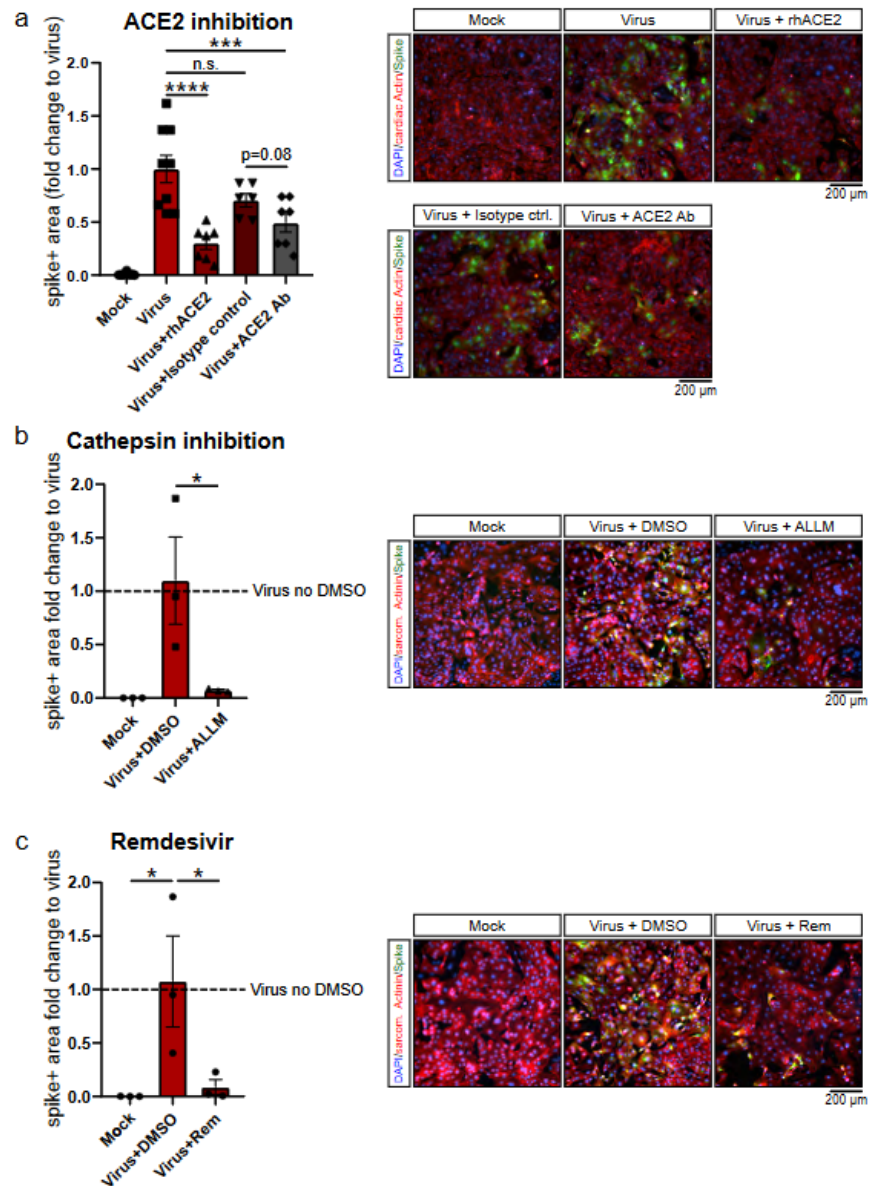 a
ACE2 inhibition
***
n.s.
****
p=0.08
spike+ area (fold change to virus)
2.0
1.5
1.0
0.5
0.0
Mock
Virus
Virus+rhACE2
Virus+Isotype control
Virus+ACE2 Ab
Mock
Virus
Virus + rhACE2
DAPI/cardiac Actin/Spike
200 µm
Virus + Isotype ctrl.
Virus + ACE2 Ab
DAPI/cardiac Actin/Spike
200 µm
b
Cathepsin inhibition
*
spike+ area fold change to virus
2.0
1.5
1.0
0.5
0.0
Virus no DMSO
Mock
Virus+DMSO
Virus+ALLM
Mock
Virus + DMSO
Virus + ALLM
DAPI/sarcom. Actinin/Spike
200 µm
c
Remdesivir
*
*
spike+ area fold change to virus
2.0
1.5
1.0
0.5
0.0
Virus no DMSO
Mock
Virus+DMSO
Virus+Rem
Mock
Virus + DMSO
Virus + Rem
DAPI/sarcom. Actinin/Spike
200 µm